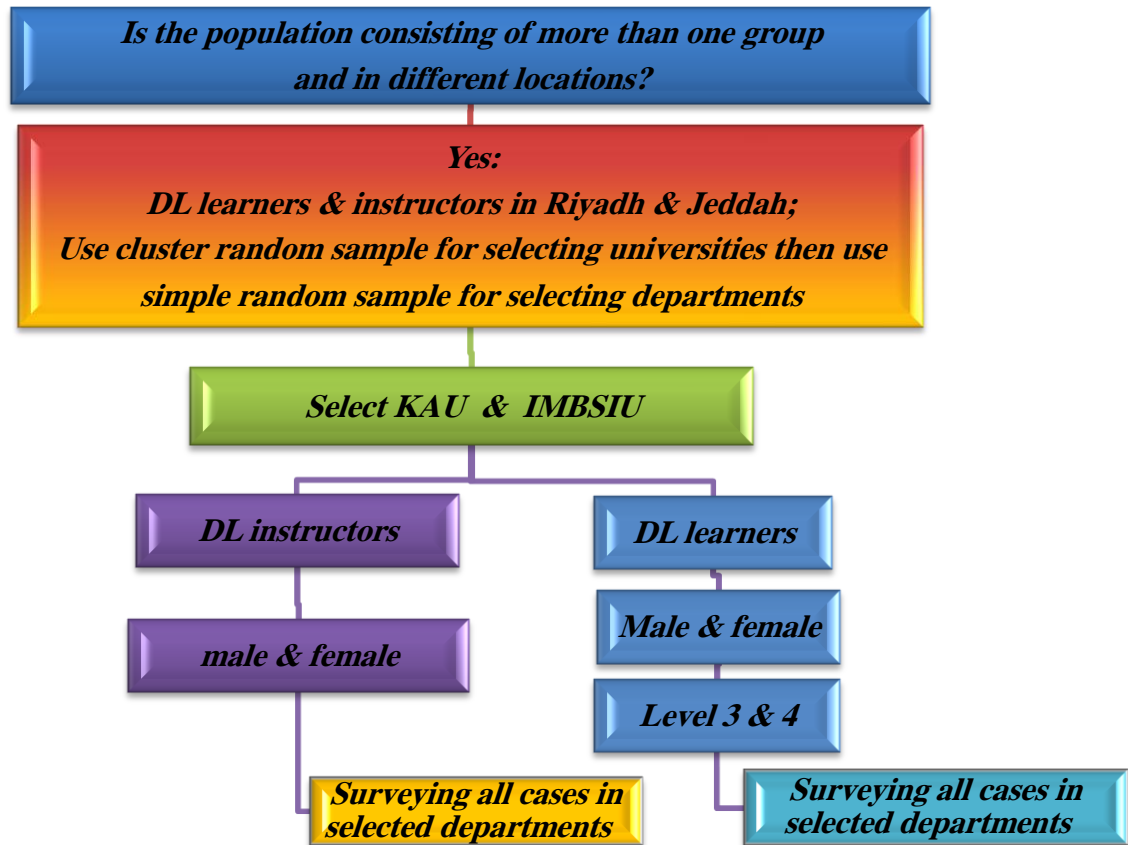 Is the population consisting of more than one group
and in different locations?
Yes:
DL learners & instructors in Riyadh & Jeddah;
Use cluster random sample for selecting universities then use
simple random sample for selecting departments
Select KAU & IMBSIU
DL instructors
male & female
Surveying all cases in
selected departments
DL learners
Male & female
Level 3 & 4
Surveying all cases in
selected departments